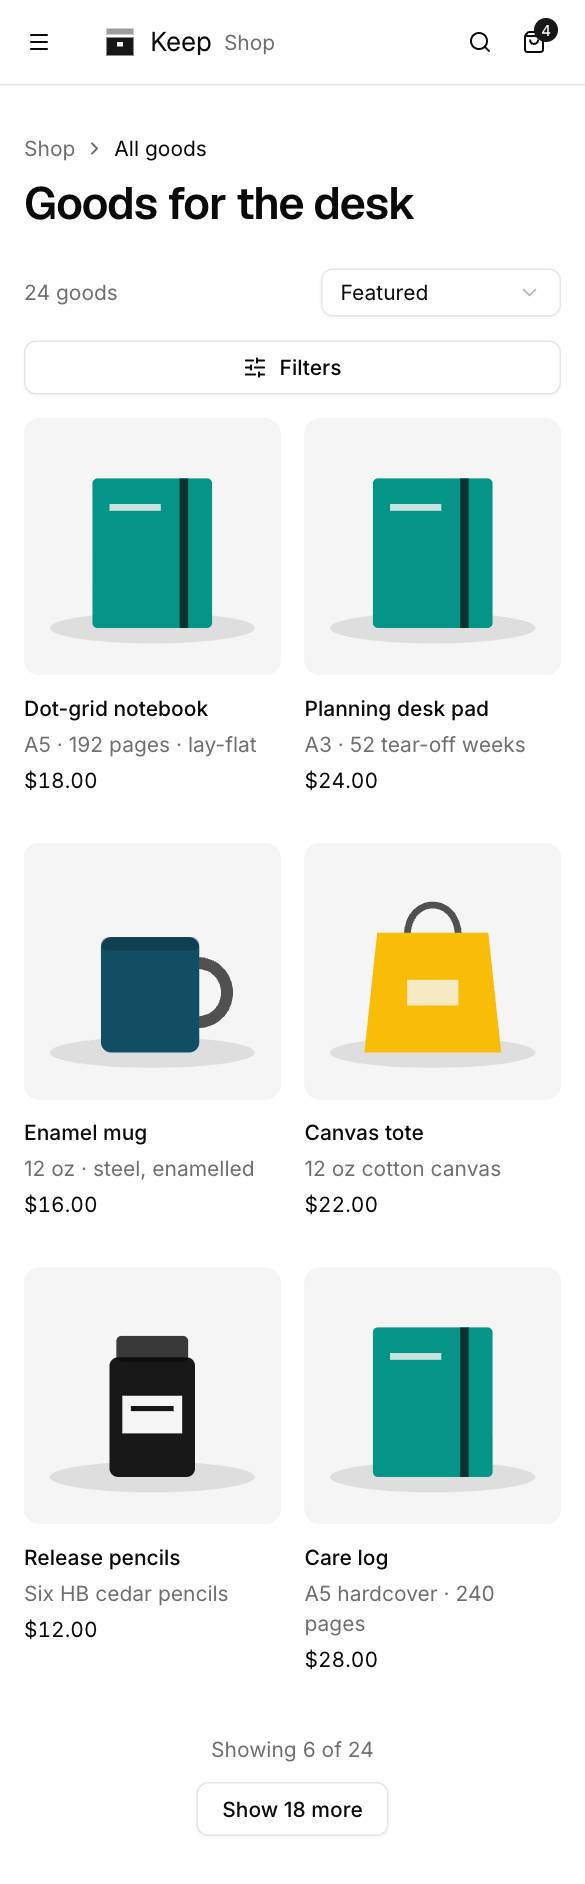 Keep Shop
4
Shop > All goods
Goods for the desk
24 goods
Featured
Filters
Dot-grid notebook
A5 · 192 pages · lay-flat
$18.00
Planning desk pad
A3 · 52 tear-off weeks
$24.00
Enamel mug
12 oz · steel, enamelled
$16.00
Canvas tote
12 oz cotton canvas
$22.00
Release pencils
Six HB cedar pencils
$12.00
Care log
A5 hardcover · 240
pages
$28.00
Showing 6 of 24
Show 18 more